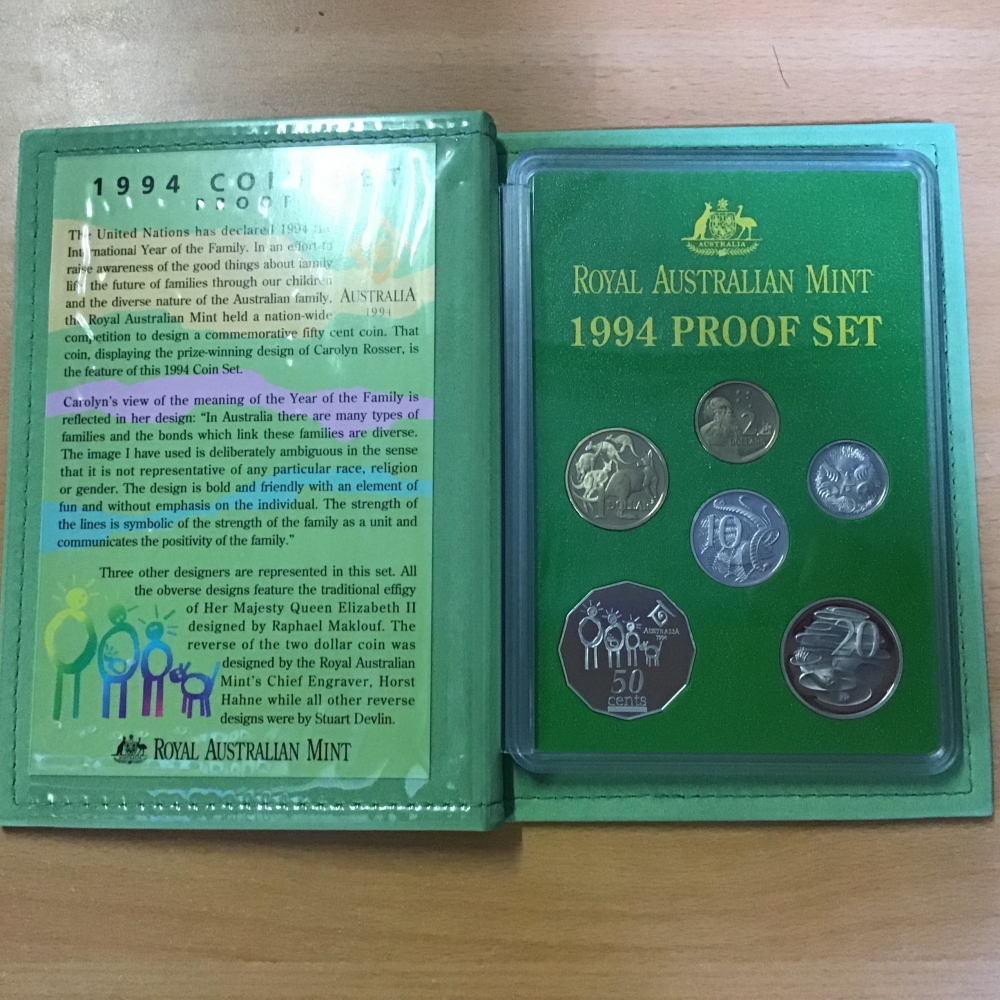 1994 COIN SET
PROOF
The United Nations has declared 1994 the
International Year of the Family. In an effort to
raise awareness of the good things about family
life, the future of families through our children
and the diverse nature of the Australian family,
the Royal Australian Mint held a nation-wide
competition to design a commemorative fifty cent coin. That
coin, displaying the prize-winning design of Carolyn Rosser, is
the feature of this 1994 Coin Set.
AUSTRALIA
1994
Carolyn's view of the meaning of the Year of the Family is
reflected in her design: “In Australia there are many types of
families and the bonds which link these families are diverse.
The image I have used is deliberately ambiguous in the sense
that it is not representative of any particular race, religion
or gender. The design is bold and friendly with an element of
fun and without emphasis on the individual. The strength of
the lines is symbolic of the strength of the family as a unit and
communicates the positivity of the family.”
Three other designers are represented in this set. All
the obverse designs feature the traditional effigy
of Her Majesty Queen Elizabeth II
designed by Raphael Maklouf. The
reverse of the two dollar coin was
designed by the Royal Australian
Mint's Chief Engraver, Horst
Hahne while all other reverse
designs were by Stuart Devlin.
ROYAL AUSTRALIAN MINT
AUSTRALIA
ROYAL AUSTRALIAN MINT
1994 PROOF SET
2
DOLLARS
1 DOLLAR
5
10
AUSTRALIA
1994
50
cents
20